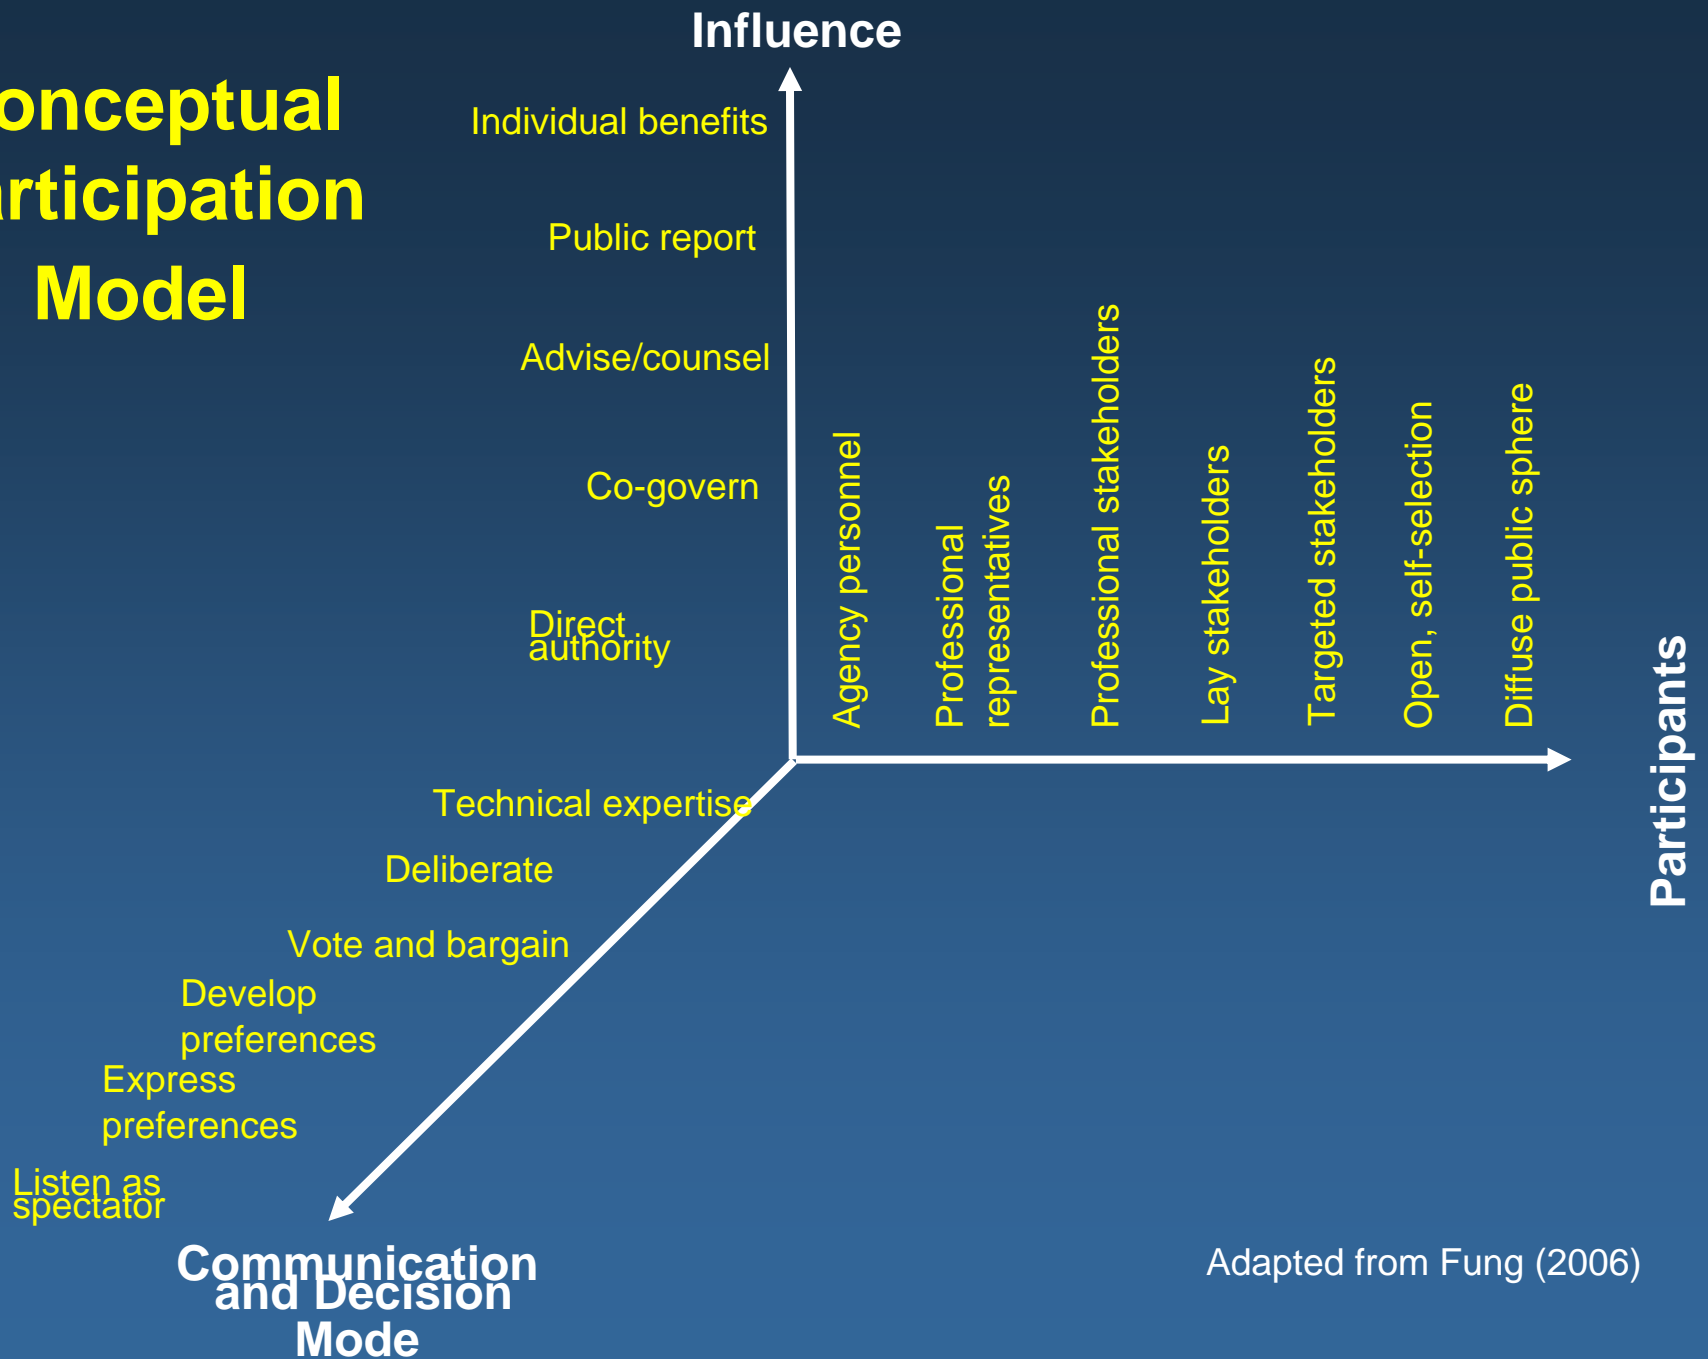 Influence
onceptual
articipation
Model
Individual benefits
Public report
Advise/counsel
Co-govern
Direct
authority
Agency personnel
Professional
representatives
Professional stakeholders
Lay stakeholders
Targeted stakeholders
Open, self-selection
Diffuse public sphere
Participants
Technical expertise
Deliberate
Vote and bargain
Develop
preferences
Express
preferences
Listen as
spectator
Communication
and Decision
Mode
Adapted from Fung (2006)